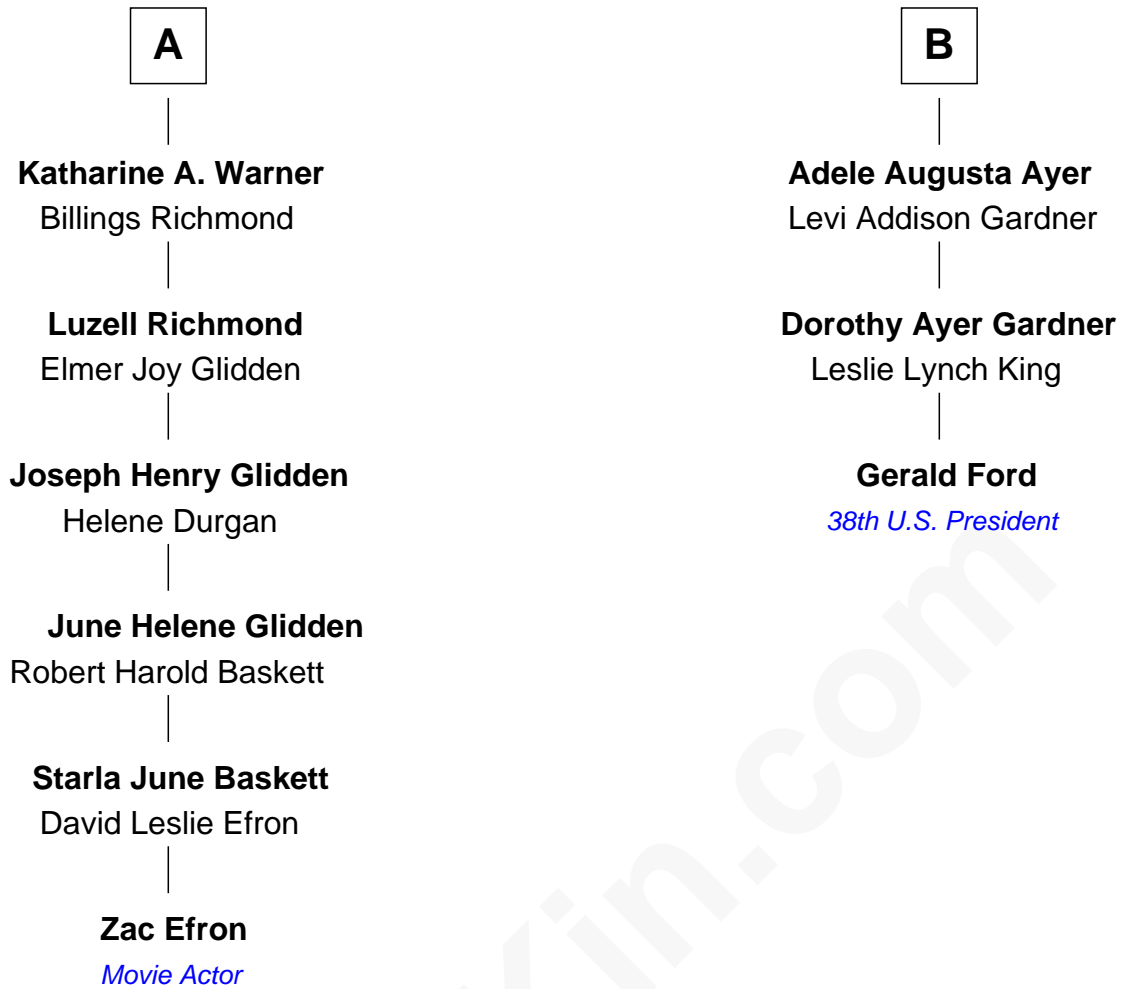 A
Katharine A. Warner
Billings Richmond
Luzell Richmond
Elmer Joy Glidden
Joseph Henry Glidden
Helene Durgan
June Helene Glidden
Robert Harold Baskett
Starla June Baskett
David Leslie Efron
Zac Efron
Movie Actor
B
Adele Augusta Ayer
Levi Addison Gardner
Dorothy Ayer Gardner
Leslie Lynch King
Gerald Ford
38th U.S. President
Kin.com